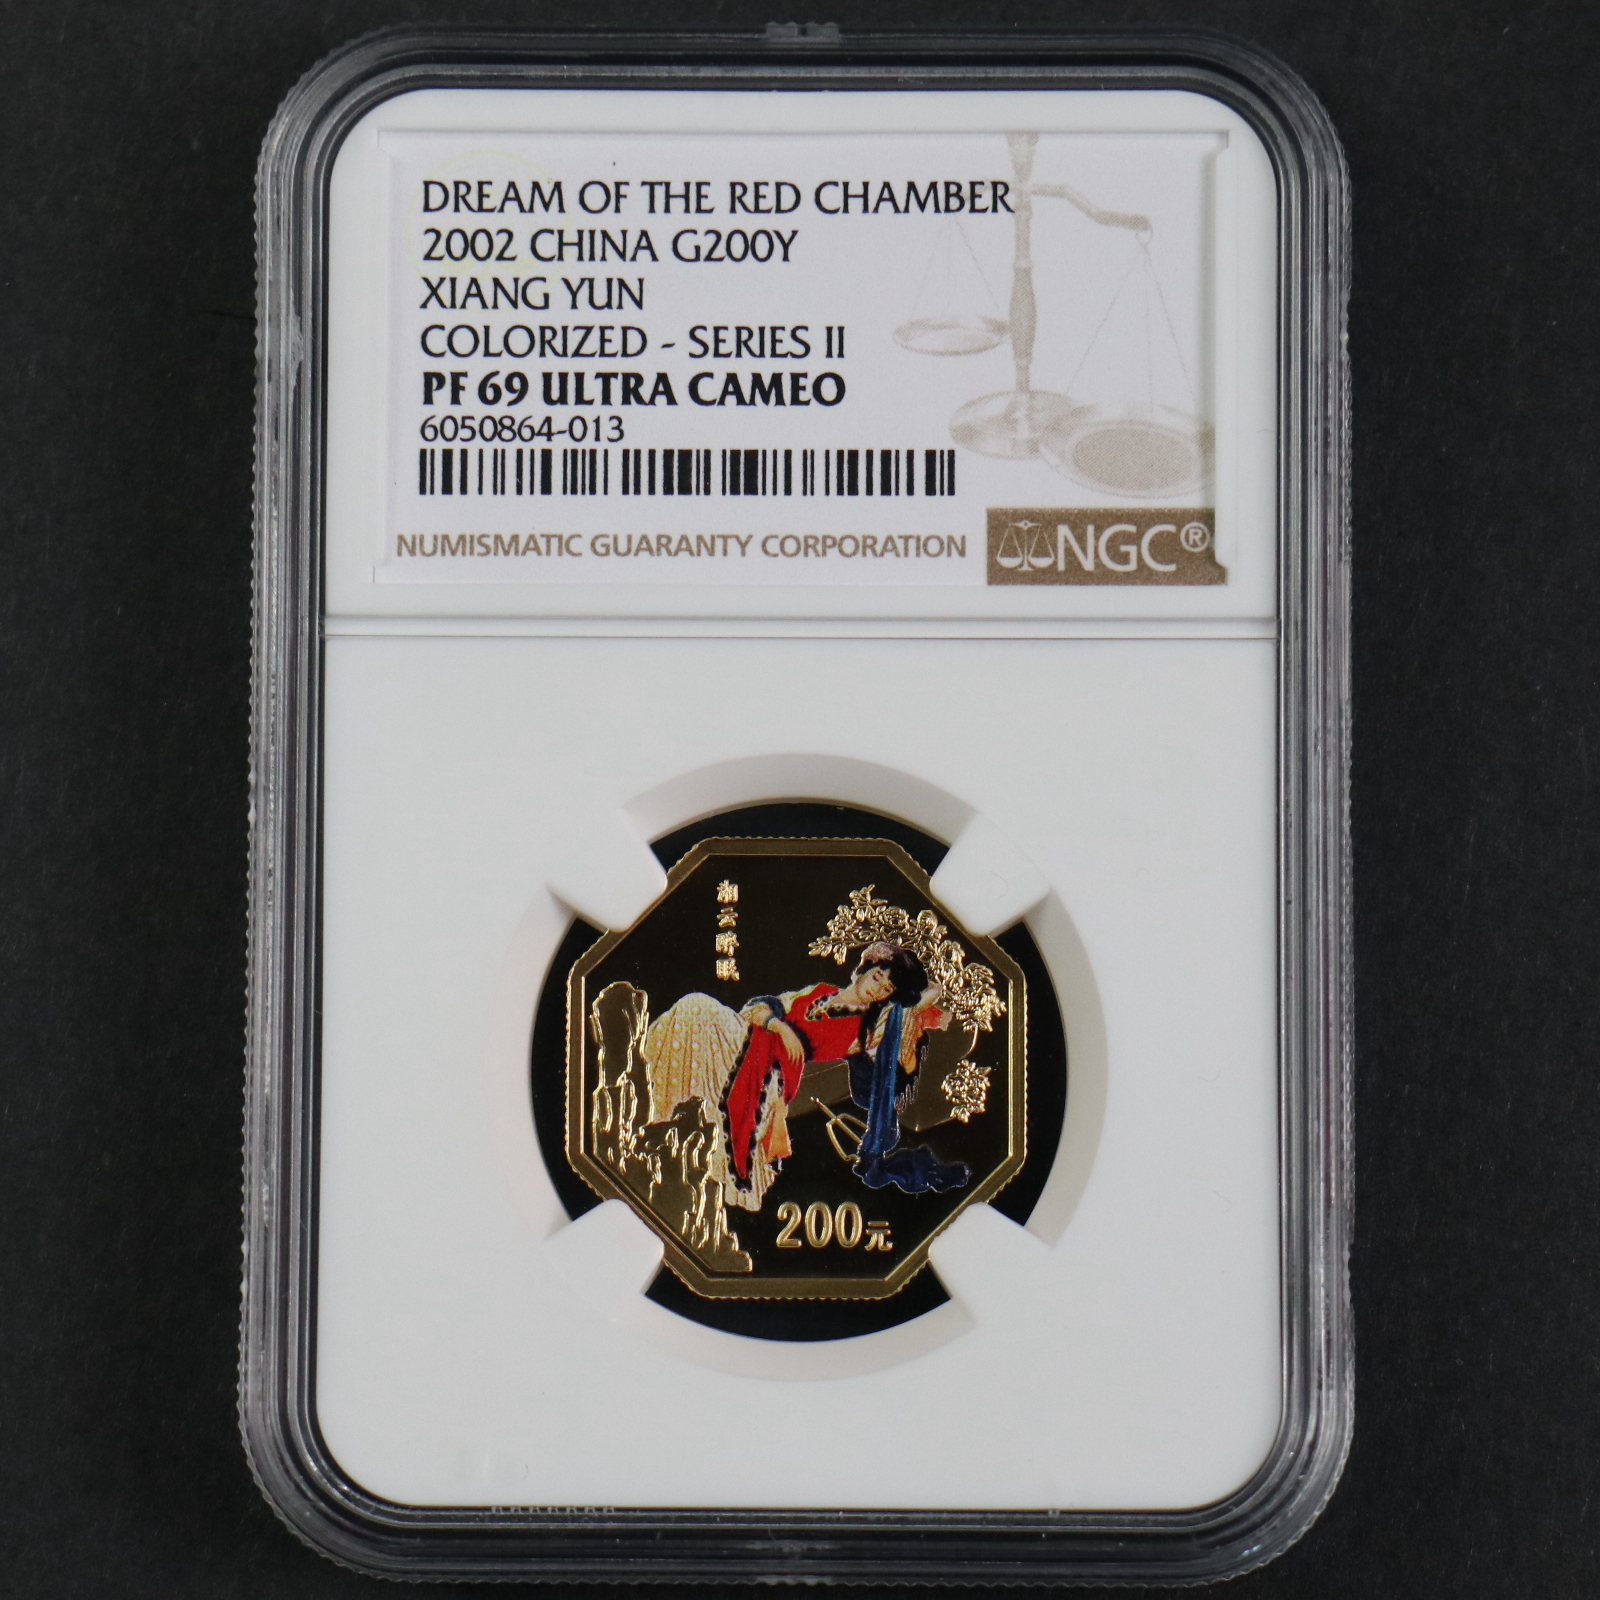 DREAM OF THE RED CHAMBER
2002 CHINA G200Y
XIANG YUN
COLORIZED - SERIES II
PF 69 ULTRA CAMEO
6050864-013
NUMISMATIC GUARANTY CORPORATION
NGC®
湘云醉眠
200元